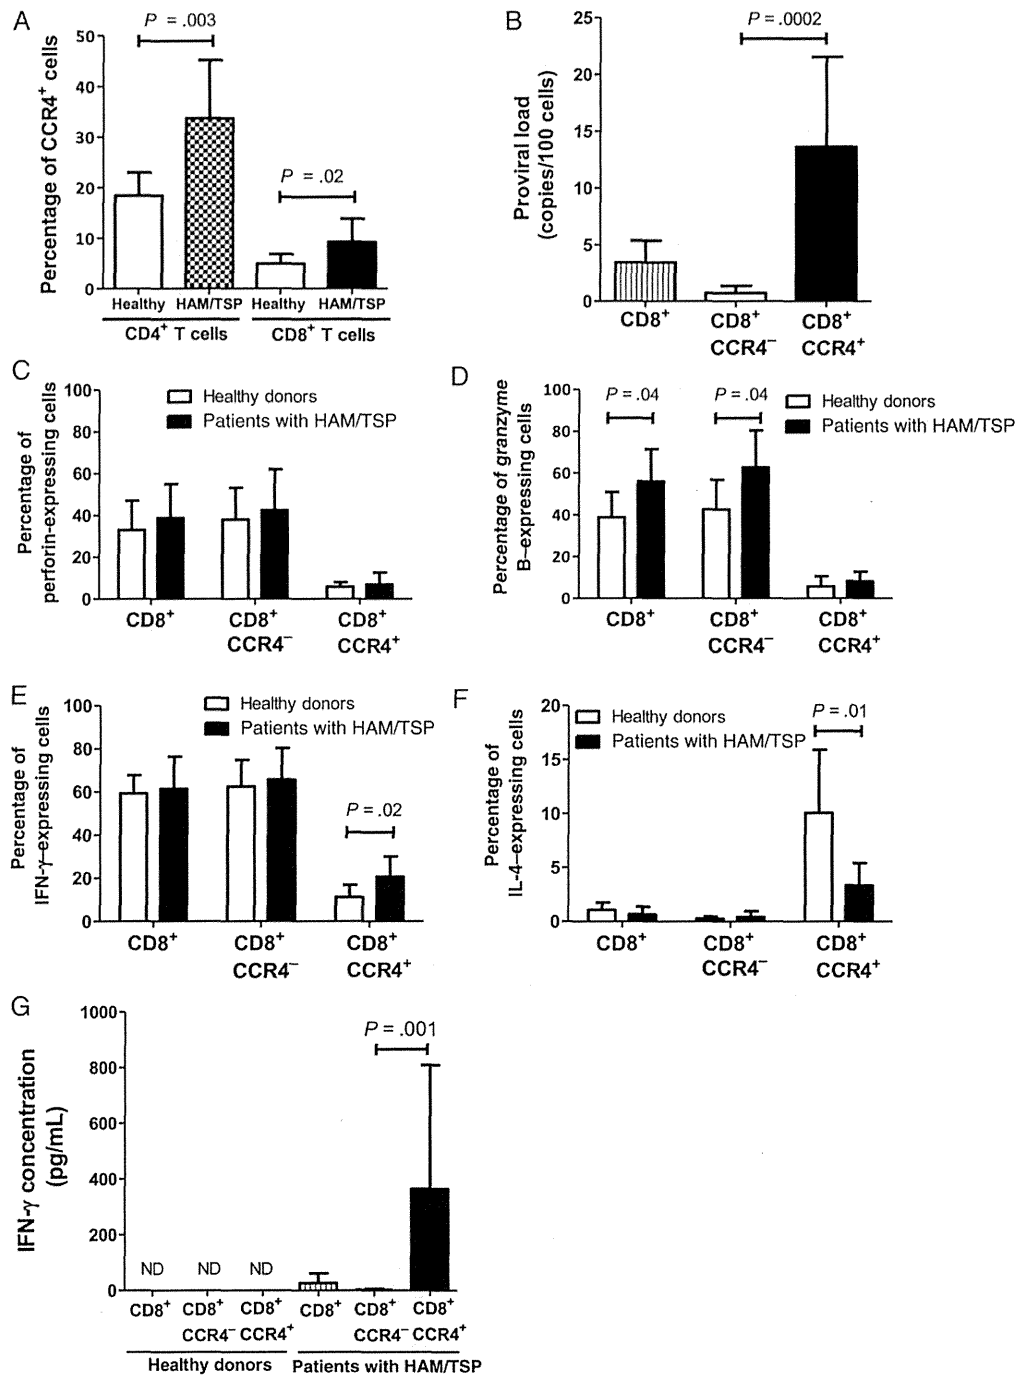 A
P = .003
Percentage of CCR4⁺ cells
50
40
30
20
10
0
P = .02
Healthy HAM/TSP Healthy HAM/TSP
CD4⁺ T cells CD8⁺ T cells
B
P = .0002
Proviral load
(copies/100 cells)
25
20
15
10
5
0
CD8⁺ CD8⁺ CD8⁺
CCR4⁻ CCR4⁺
C
Percentage of
perforin-expressing cells
100
80
60
40
20
0
Healthy donors
Patients with HAM/TSP
CD8⁺ CD8⁺ CD8⁺
CCR4⁻ CCR4⁺
D
Percentage of granzyme
B–expressing cells
100
80
60
40
20
0
P = .04 P = .04
Healthy donors
Patients with HAM/TSP
CD8⁺ CD8⁺ CD8⁺
CCR4⁻ CCR4⁺
E
Percentage of
IFN-γ–expressing cells
100
80
60
40
20
0
Healthy donors
Patients with HAM/TSP
P = .02
CD8⁺ CD8⁺ CD8⁺
CCR4⁻ CCR4⁺
F
Percentage of
IL-4–expressing cells
20
15
10
5
0
Healthy donors
Patients with HAM/TSP
P = .01
CD8⁺ CD8⁺ CD8⁺
CCR4⁻ CCR4⁺
G
IFN-γ concentration
(pg/mL)
1000
800
600
400
200
0
P = .001
ND ND ND
CD8⁺ CD8⁺ CD8⁺ CD8⁺ CD8⁺ CD8⁺
CCR4⁻ CCR4⁺ CCR4⁻ CCR4⁺
Healthy donors Patients with HAM/TSP